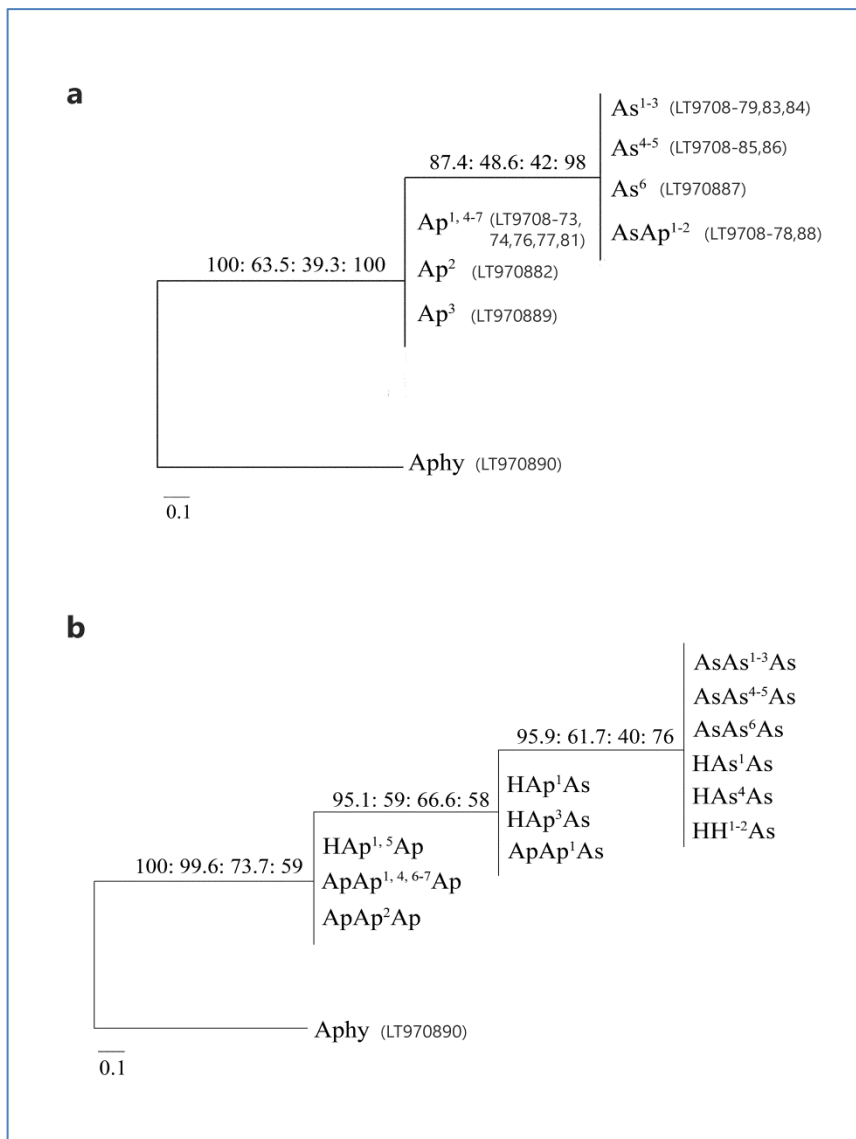 a
As¹⁻³ (LT9708-79,83,84)
87.4: 48.6: 42: 98
As⁴⁻⁵ (LT9708-85,86)
As⁶ (LT970887)
AsAp¹⁻² (LT9708-78,88)
Ap¹, ⁴⁻⁷ (LT9708-73,
74,76,77,81)
100: 63.5: 39.3: 100
Ap² (LT970882)
Ap³ (LT970889)
Aphy (LT970890)
0.1
b
AsAs¹⁻³As
AsAs⁴⁻⁵As
AsAs⁶As
95.9: 61.7: 40: 76
HAs¹As
HAs⁴As
HH¹⁻²As
HAp¹As
HAp³As
ApAp¹As
95.1: 59: 66.6: 58
HAp¹, ⁵Ap
ApAp¹, ⁴, ⁶⁻⁷Ap
ApAp²Ap
100: 99.6: 73.7: 59
Aphy (LT970890)
0.1